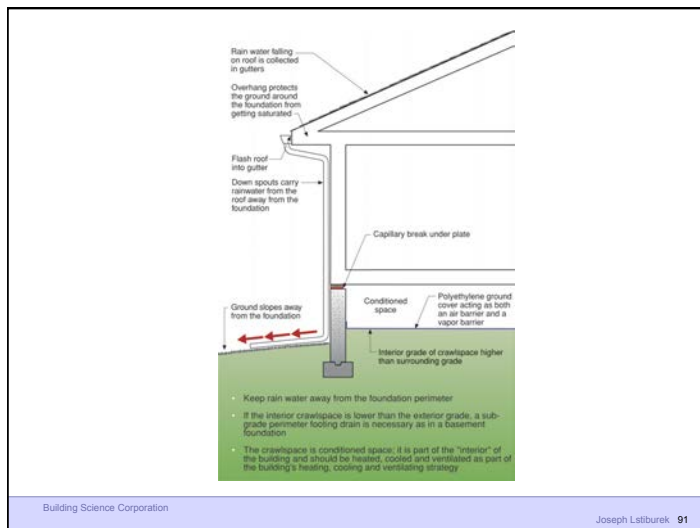 Rain water falling
on roof is collected
in gutters
Overhang protects
the ground around
the foundation from
getting saturated
Flash roof
into gutter
Down spouts carry
rainwater from the
roof away from the
foundation
Capillary break under plate
Conditioned
space
Polyethylene ground
cover acting as both
an air barrier and a
vapor barrier
Ground slopes away
from the foundation
Interior grade of crawlspace higher
than surrounding grade
• Keep rain water away from the foundation perimeter
• If the interior crawlspace is lower than the exterior grade, a sub-
grade perimeter footing drain is necessary as in a basement
foundation
• The crawlspace is conditioned space; it is part of the "interior" of
the building and should be heated, cooled and ventilated as part of
the building's heating, cooling and ventilating strategy
Building Science Corporation
Joseph Lstiburek 91